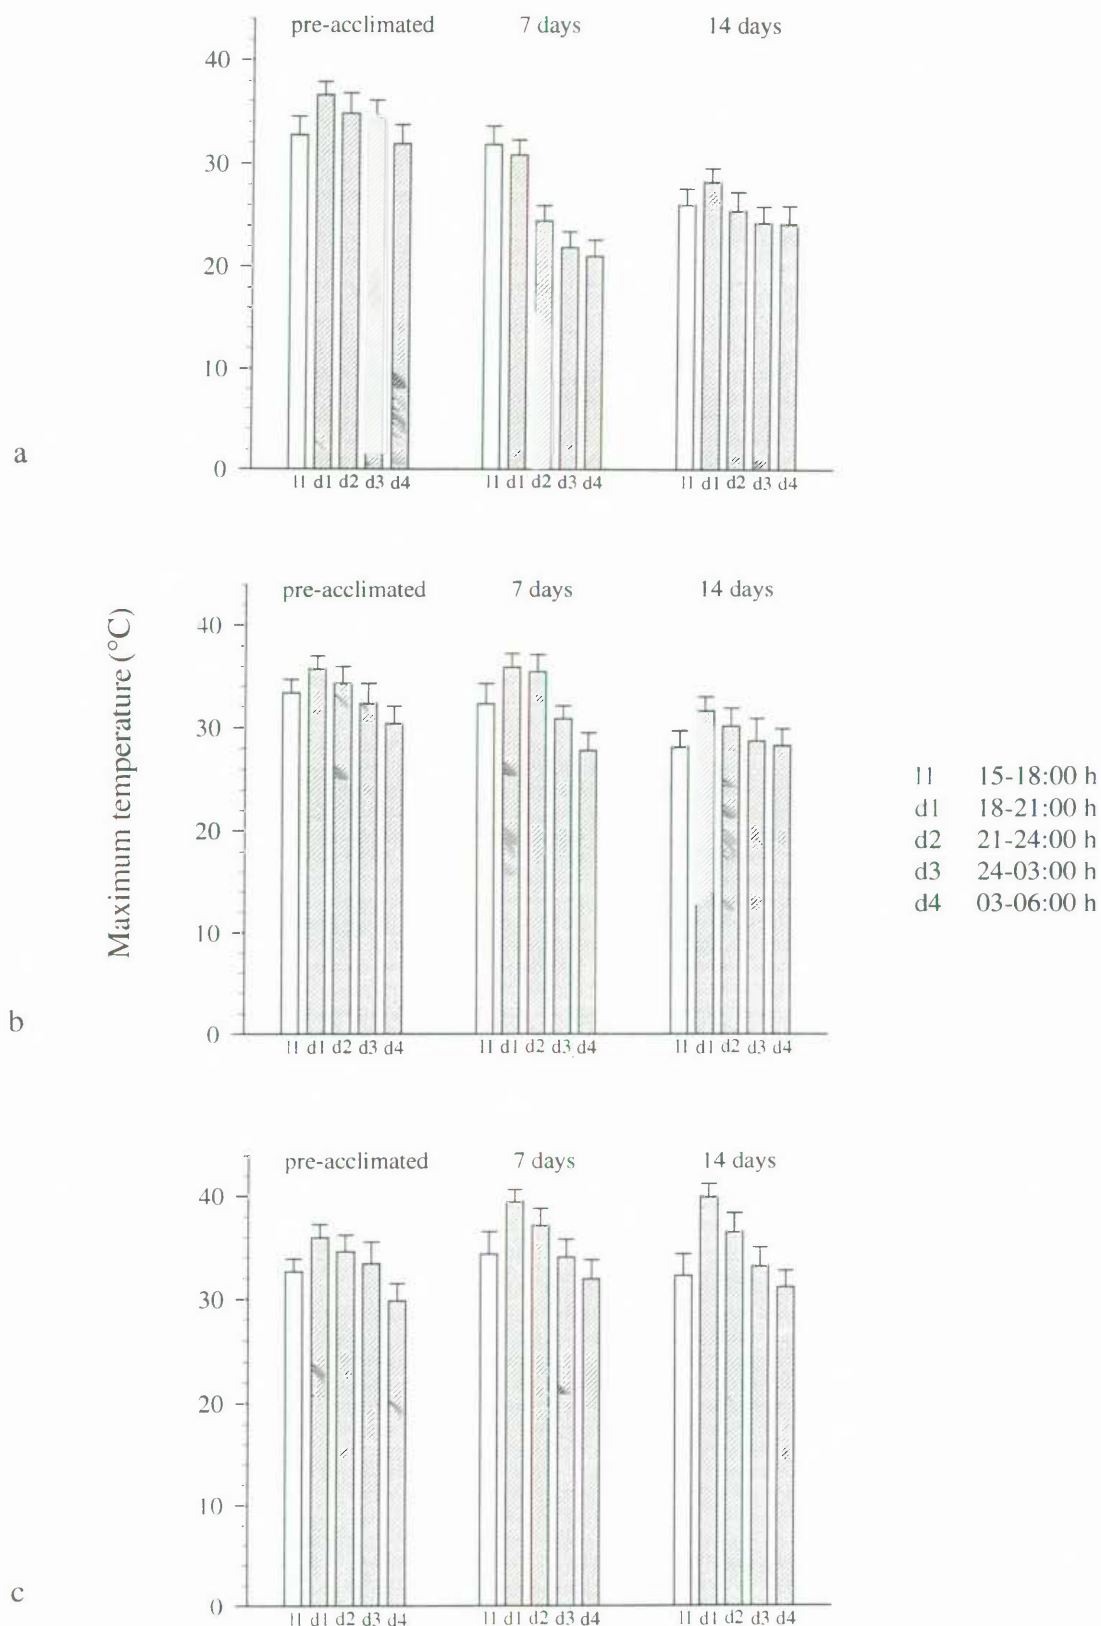 pre-acclimated 7 days 14 days
40
30
20
10
0
a
l1 d1 d2 d3 d4 l1 d1 d2 d3 d4 l1 d1 d2 d3 d4
Maximum temperature (°C)
pre-acclimated 7 days 14 days
40
30
20
10
0
b
l1 d1 d2 d3 d4 l1 d1 d2 d3 d4 l1 d1 d2 d3 d4
l1 15-18:00 h
d1 18-21:00 h
d2 21-24:00 h
d3 24-03:00 h
d4 03-06:00 h
pre-acclimated 7 days 14 days
40
30
20
10
0
c
l1 d1 d2 d3 d4 l1 d1 d2 d3 d4 l1 d1 d2 d3 d4